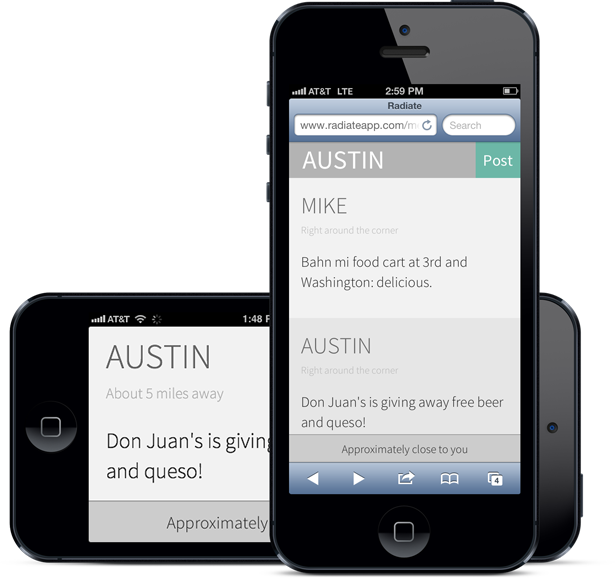 AT&T LTE 2:59 PM
Radiate
www.radiateapp.com/m
Search
AUSTIN
Post
MIKE
Right around the corner
Bahn mi food cart at 3rd and
Washington: delicious.
AUSTIN
Right around the corner
Don Juan's is giving away free beer
and queso!
Approximately close to you
4
AT&T 1:48
AUSTIN
About 5 miles away
Don Juan's is giving
and queso!
Approximately